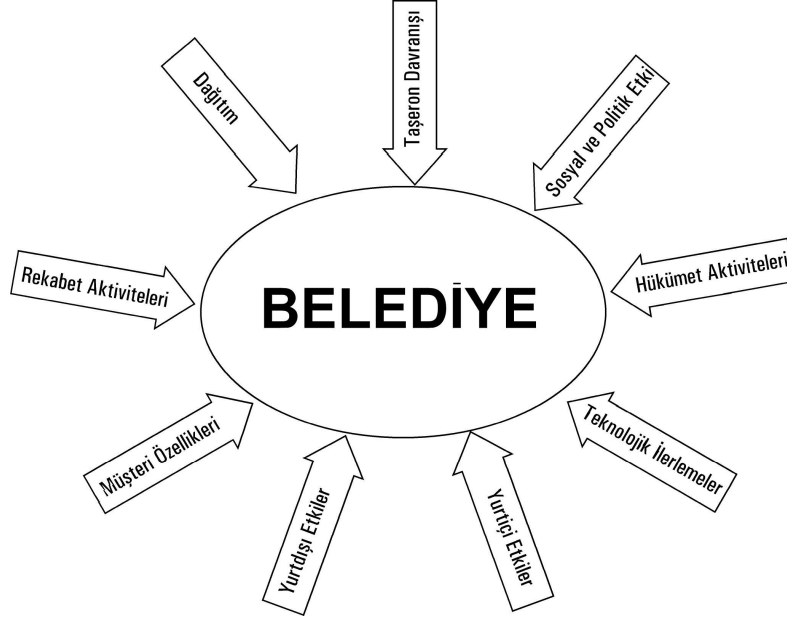 Dağıtım
Taşeron Davranışı
Sosyal ve Politik Etki
Rekabet Aktiviteleri
BELEDİYE
Hükümet Aktiviteleri
Müşteri Özellikleri
Yurtdışı Etkiler
Yurtiçi Etkiler
Teknolojik İlerlemeler